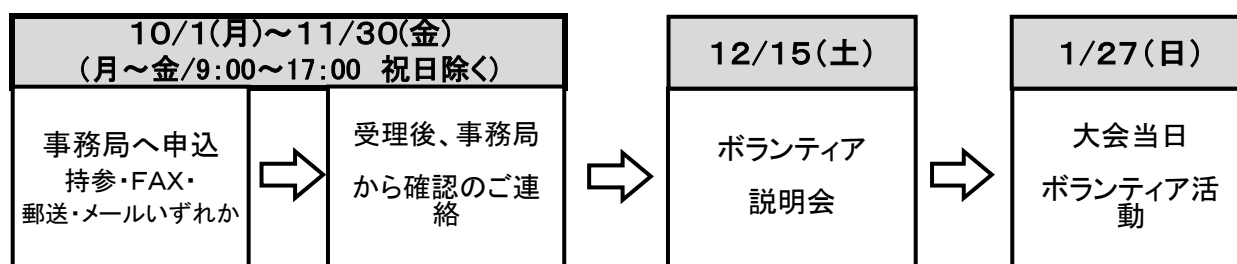 10/1(月)～11/30(金)
(月～金/9:00～17:00 祝日除く)
事務局へ申込
持参・FAX・
郵送・メールいずれか
受理後、事務局
から確認のご連
絡
12/15(土)
ボランティア
説明会
1/27(日)
大会当日
ボランティア活
動